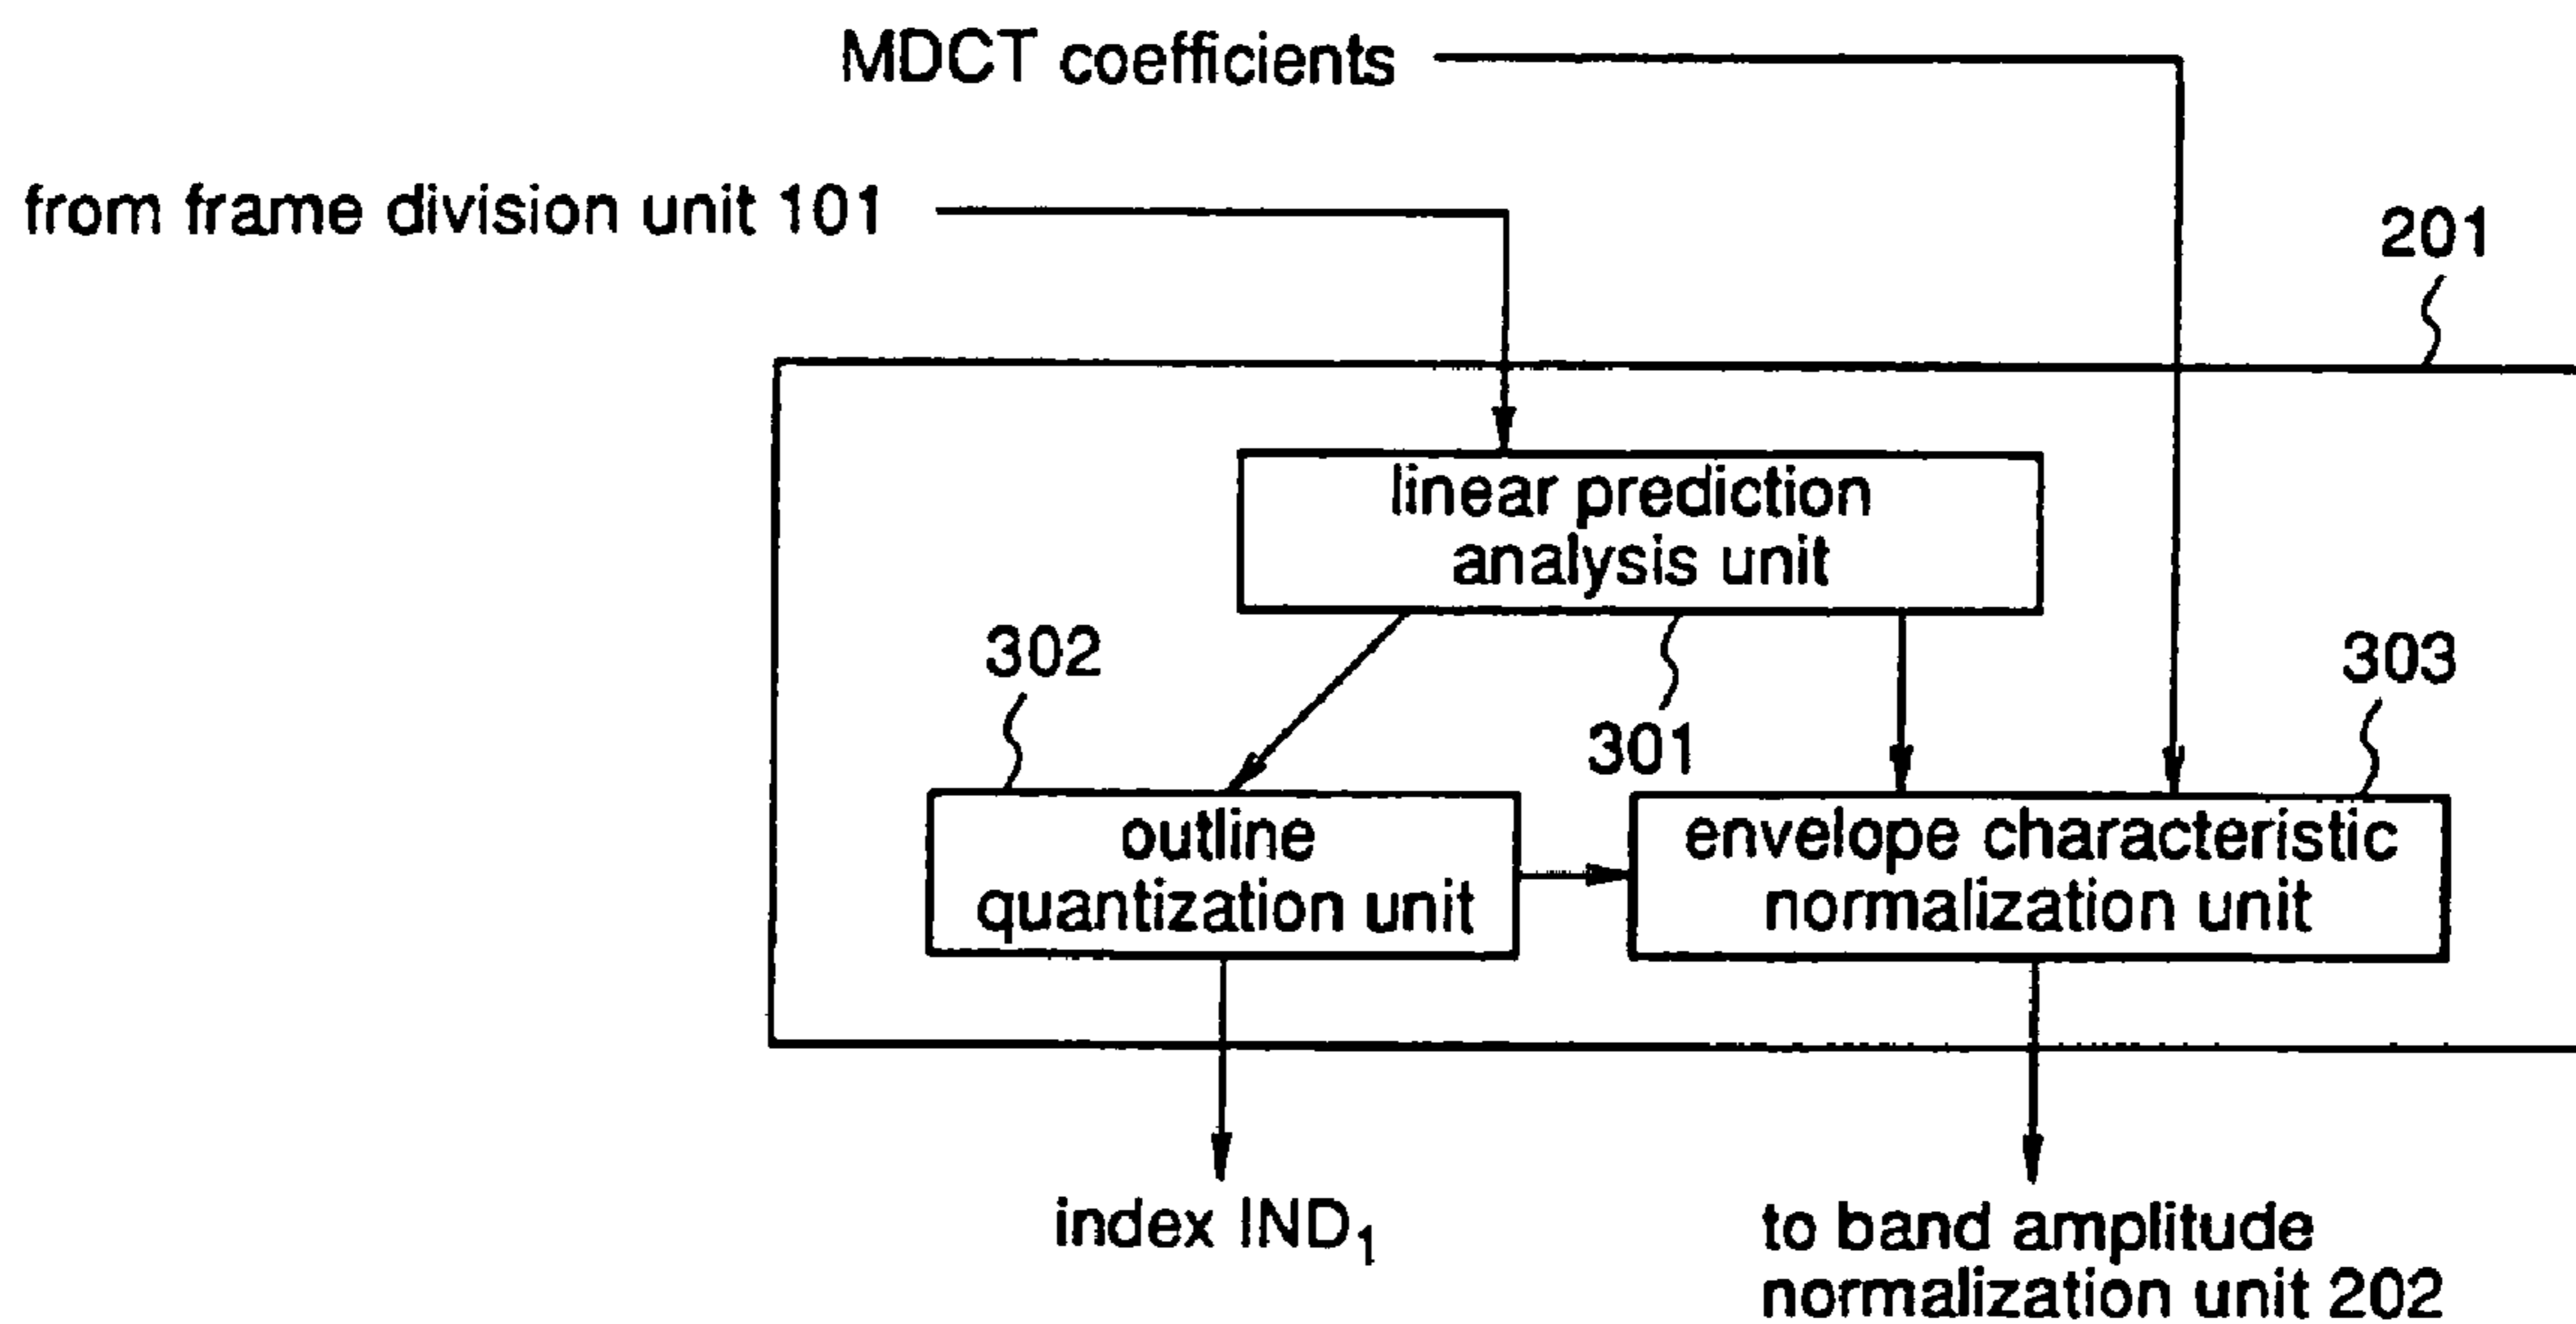 MDCT coefficients
from frame division unit 101
201
linear prediction
analysis unit
302
301
303
outline
quantization unit
envelope characteristic
normalization unit
index IND₁
to band amplitude
normalization unit 202